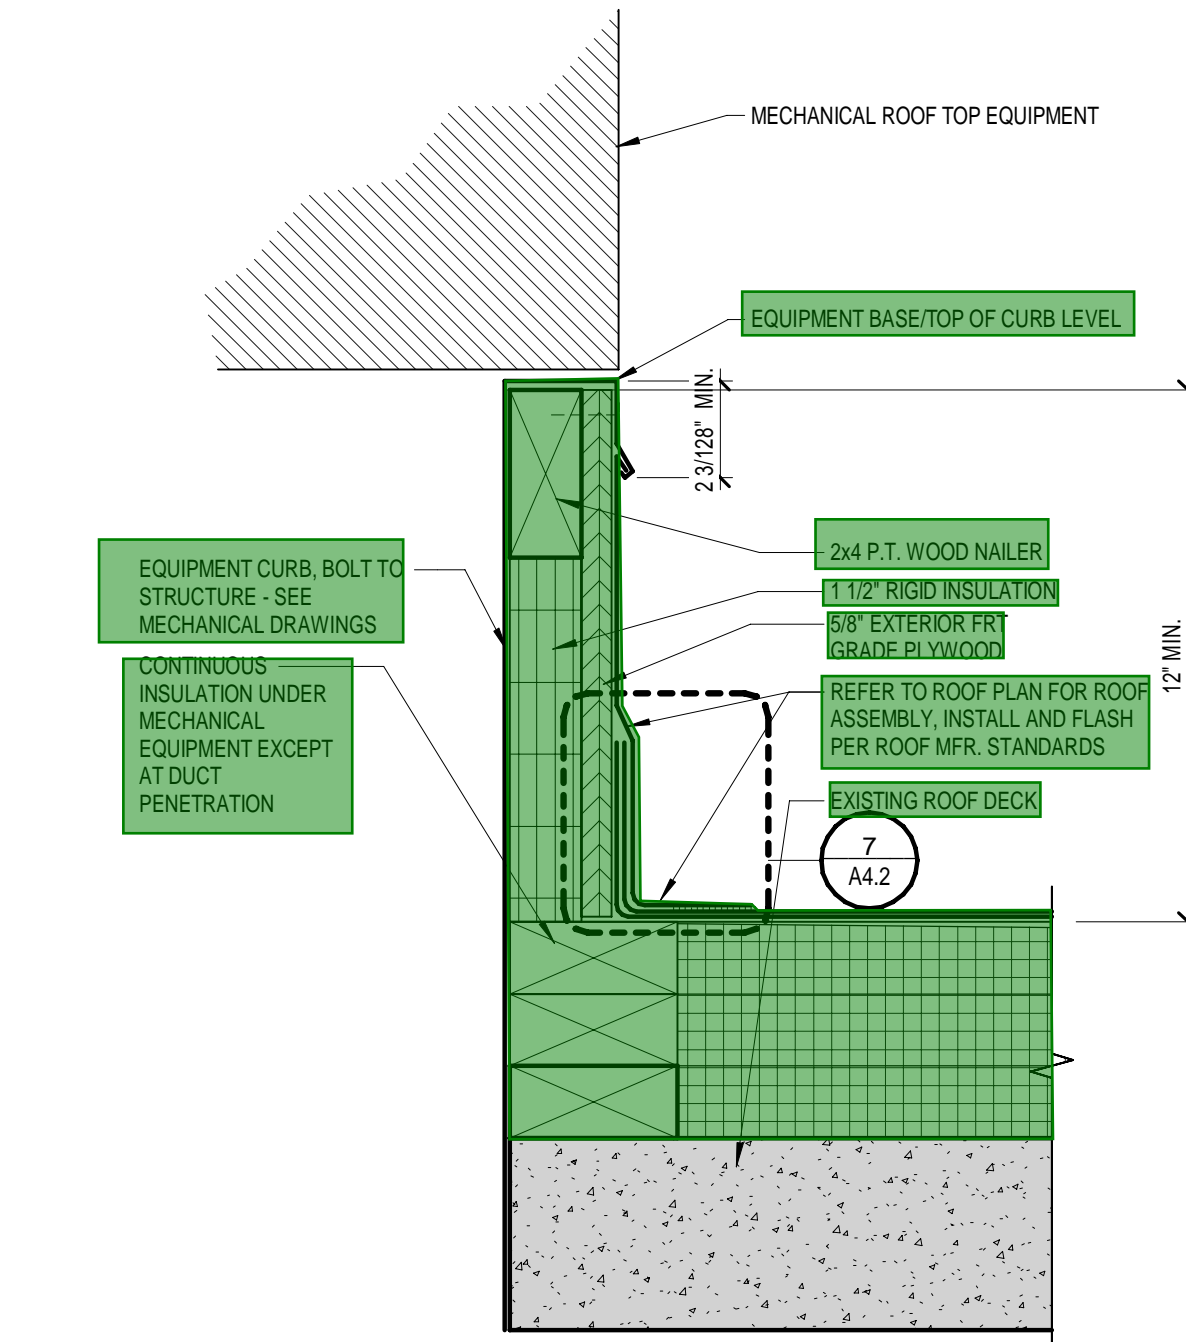 MECHANICAL ROOF TOP EQUIPMENT
EQUIPMENT BASE/TOP OF CURB LEVEL
2 3/128" MIN.
2x4 P.T. WOOD NAILER
1 1/2" RIGID INSULATION
5/8" EXTERIOR FRT
GRADE PLYWOOD
REFER TO ROOF PLAN FOR ROOF
ASSEMBLY, INSTALL AND FLASH
PER ROOF MFR. STANDARDS
EXISTING ROOF DECK
7
A4.2
12" MIN.
EQUIPMENT CURB, BOLT TO
STRUCTURE - SEE
MECHANICAL DRAWINGS
CONTINUOUS
INSULATION UNDER
MECHANICAL
EQUIPMENT EXCEPT
AT DUCT
PENETRATION